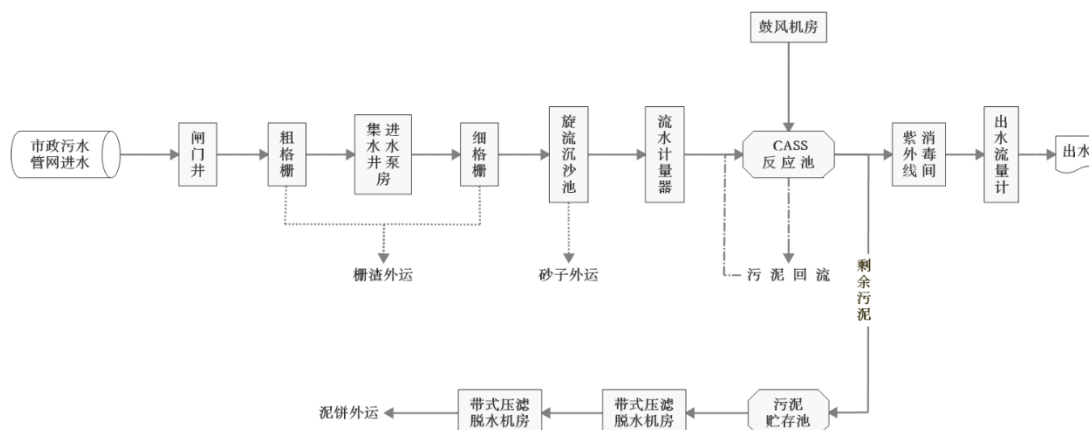 鼓风机房
市政污水
管网进水
闸门井
粗格栅
集水井
进水泵房
细格栅
旋流沉沙池
流水计量器
CASS
反应池
紫外线
消毒间
出水流量计
出水
栅渣外运
砂子外运
污泥回流
剩余污泥
泥饼外运
带式压滤
脱水机房
带式压滤
脱水机房
污泥
贮存池